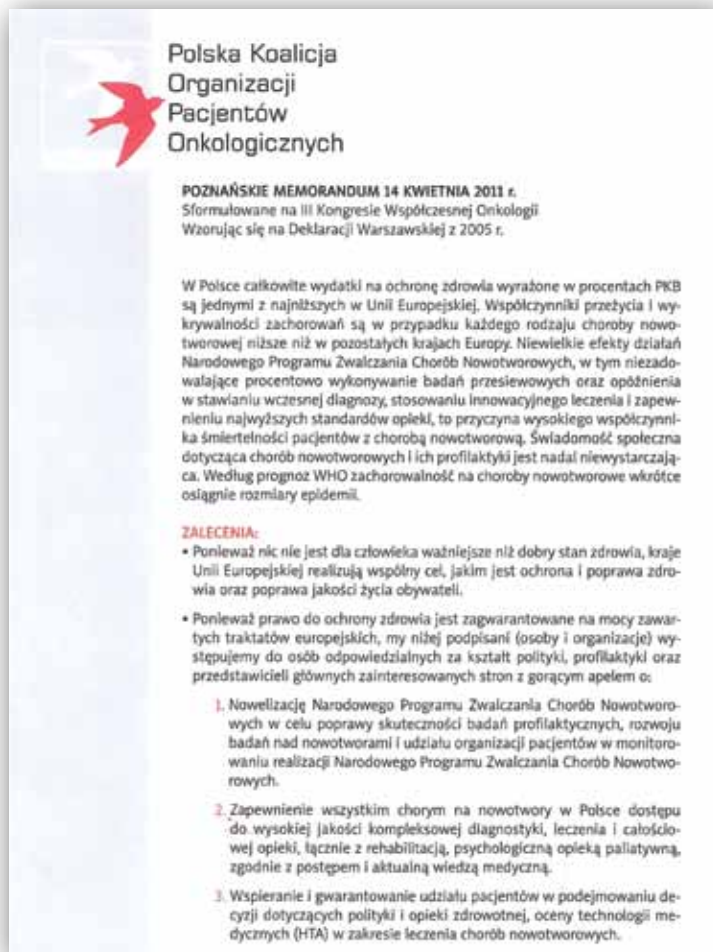 Polska Koalicja
Organizacji
Pacjentów
Onkologicznych
POZNAŃSKIE MEMORANDUM 14 KWIETNIA 2011 r.
Sformułowane na III Kongresie Współczesnej Onkologii
Wzorując się na Deklaracji Warszawskiej z 2005 r.
W Polsce całkowite wydatki na ochronę zdrowia wyrażone w procentach PKB
są jednymi z najniższych w Unii Europejskiej. Współczynniki przeżycia i wy-
krywalności zachorowań są w przypadku każdego rodzaju choroby nowo-
tworowej niższe niż w pozostałych krajach Europy. Niewielkie efekty działań
Narodowego Programu Zwalczania Chorób Nowotworowych, w tym niezado-
walające procentowo wykonywanie badań przesiewowych oraz opóźnienia
w stawianiu wczesnej diagnozy, stosowaniu innowacyjnego leczenia i zapew-
nieniu najwyższych standardów opieki, to przyczyna wysokiego współczynni-
ka śmiertelności pacjentów z chorobą nowotworową. Świadomość społeczna
dotycząca chorób nowotworowych i ich profilaktyki jest nadal niewystarczają-
ca. Według prognoz WHO zachorowalność na choroby nowotworowe wkrótce
osiągnie rozmiary epidemii.
ZALECENIA:
• Ponieważ nic nie jest dla człowieka ważniejsze niż dobry stan zdrowia, kraje
Unii Europejskiej realizują wspólny cel, jakim jest ochrona i poprawa zdro-
wia oraz poprawa jakości życia obywateli.
• Ponieważ prawo do ochrony zdrowia jest zagwarantowane na mocy zawar-
tych traktatów europejskich, my niżej podpisani (osoby i organizacje) wy-
stępujemy do osób odpowiedzialnych za kształt polityki, profilaktyki oraz
przedstawicieli głównych zainteresowanych stron z gorącym apelem o:
1. Nowelizację Narodowego Programu Zwalczania Chorób Nowotworo-
wych w celu poprawy skuteczności badań profilaktycznych, rozwoju
badań nad nowotworami i udziału organizacji pacjentów w monitoro-
waniu realizacji Narodowego Programu Zwalczania Chorób Nowotwo-
rowych.
2. Zapewnienie wszystkim chorym na nowotwory w Polsce dostępu
do wysokiej jakości kompleksowej diagnostyki, leczenia i całościo-
wej opieki, łącznie z rehabilitacją, psychologiczną opieką paliatywną,
zgodnie z postępem i aktualną wiedzą medyczną.
3. Wspieranie i gwarantowanie udziału pacjentów w podejmowaniu de-
cyzji dotyczących polityki i opieki zdrowotnej, oceny technologii me-
dycznych (HTA) w zakresie leczenia chorób nowotworowych.